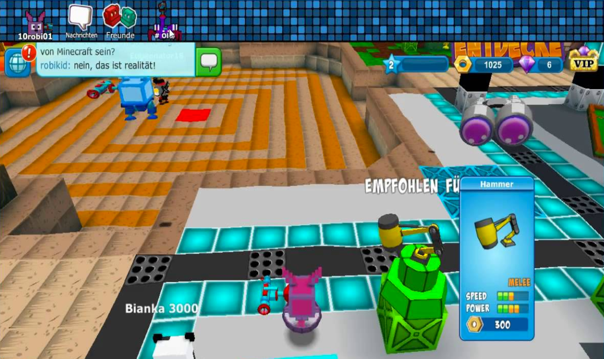 10robi01
Nachrichten
Freunde
von Minecraft sein?
robikid: nein, das ist realität!
ENTDECKE
2
1025
6
VIP
EMPFOHLEN FÜ
Hammer
MELEE
SPEED
POWER
300
Bianka 3000